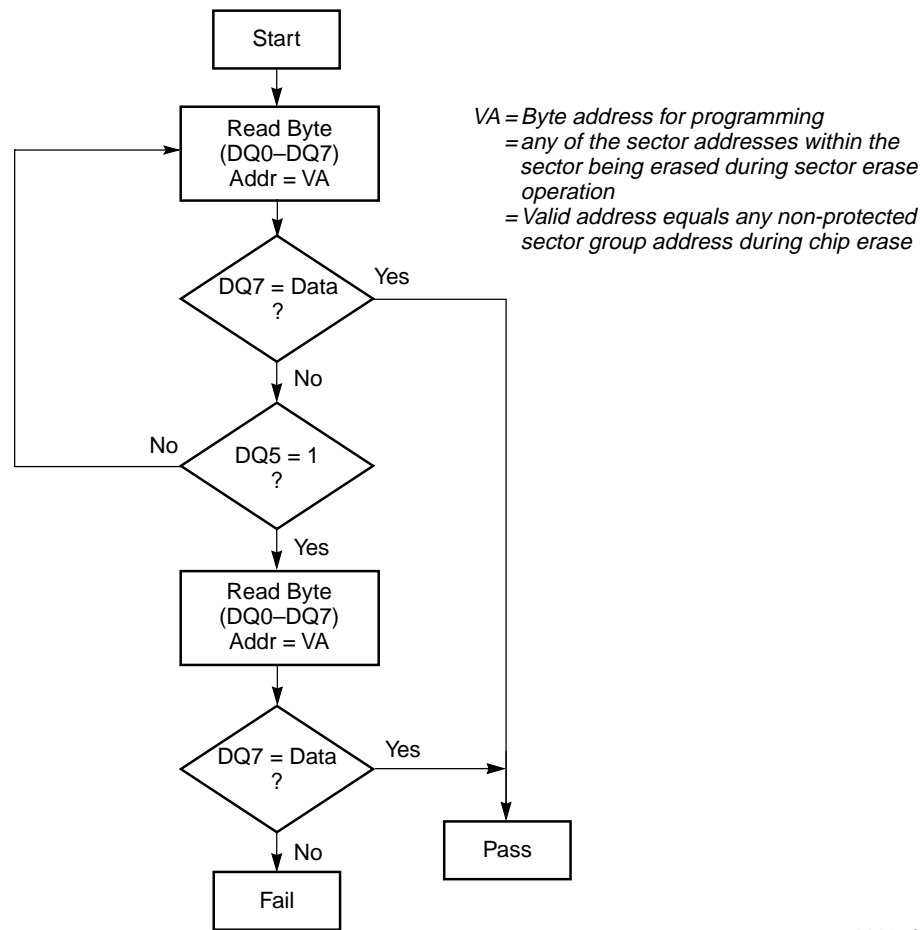 Start
Read Byte
(DQ0–DQ7)
Addr = VA
VA = Byte address for programming
= any of the sector addresses within the
sector being erased during sector erase
operation
= Valid address equals any non-protected
sector group address during chip erase
DQ7 = Data
?
Yes
No
DQ5 = 1
?
No
Yes
Read Byte
(DQ0–DQ7)
Addr = VA
DQ7 = Data
?
Yes
No
Pass
Fail